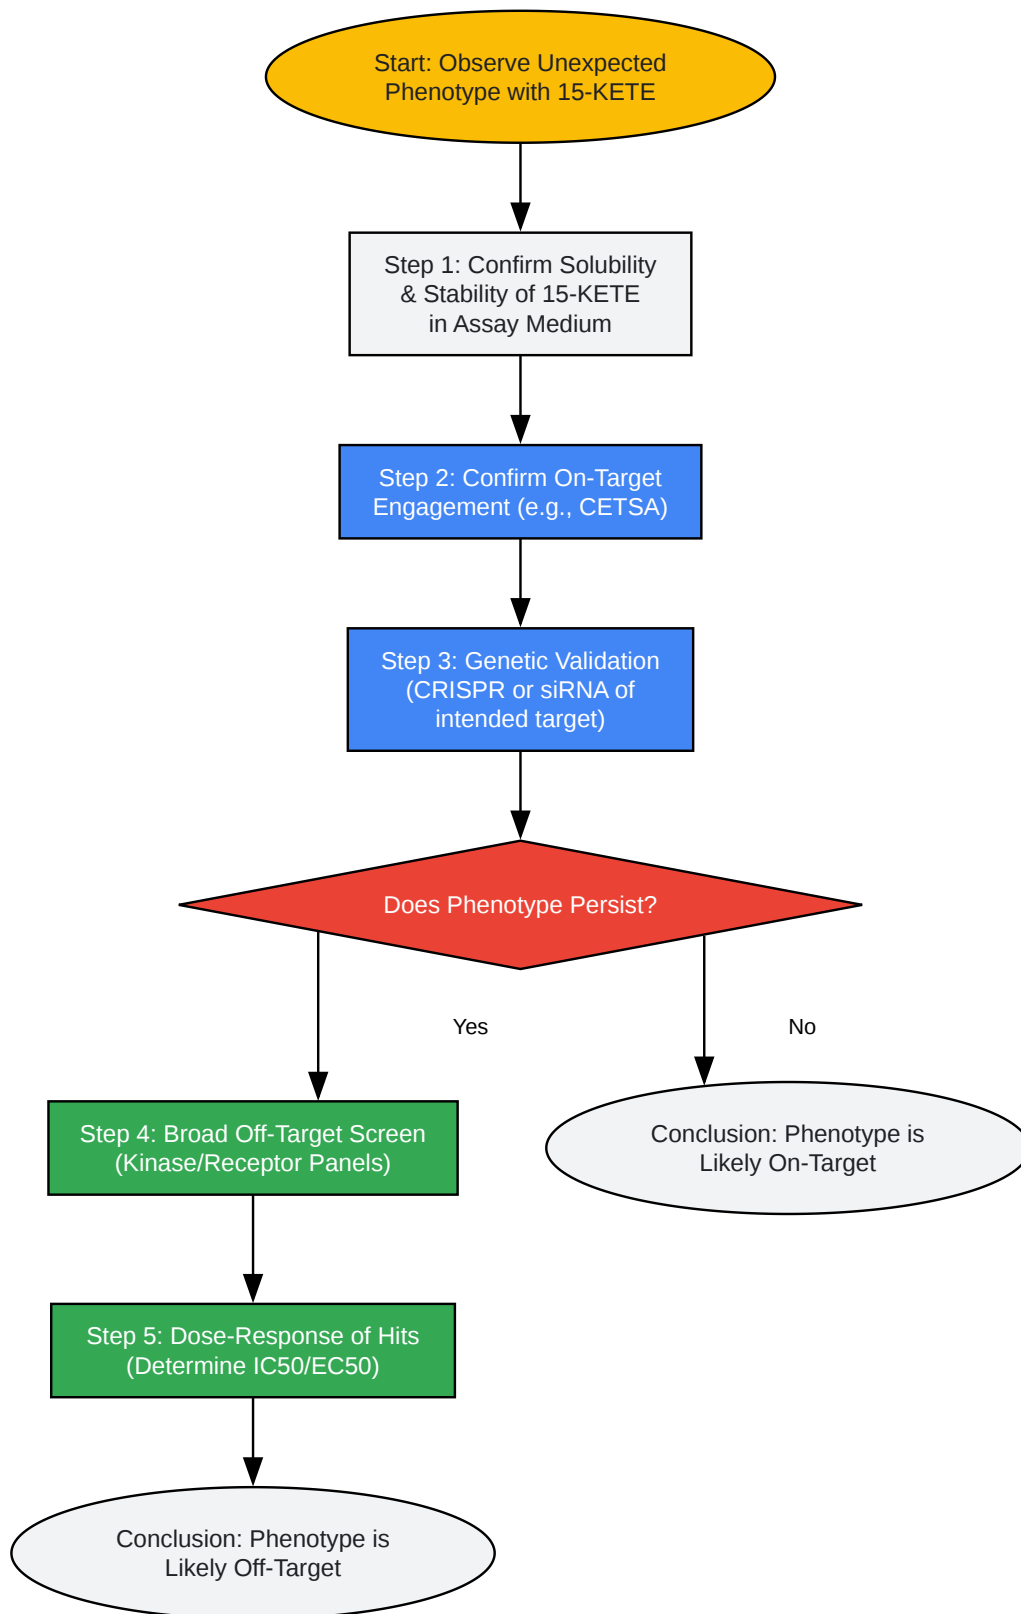 Start: Observe Unexpected
Phenotype with 15-KETE
Step 1: Confirm Solubility
& Stability of 15-KETE
in Assay Medium
Step 2: Confirm On-Target
Engagement (e.g., CETSA)
Step 3: Genetic Validation
(CRISPR or siRNA of
intended target)
Does Phenotype Persist?
Yes
No
Step 4: Broad Off-Target Screen
(Kinase/Receptor Panels)
Conclusion: Phenotype is
Likely On-Target
Step 5: Dose-Response of Hits
(Determine IC50/EC50)
Conclusion: Phenotype is
Likely Off-Target